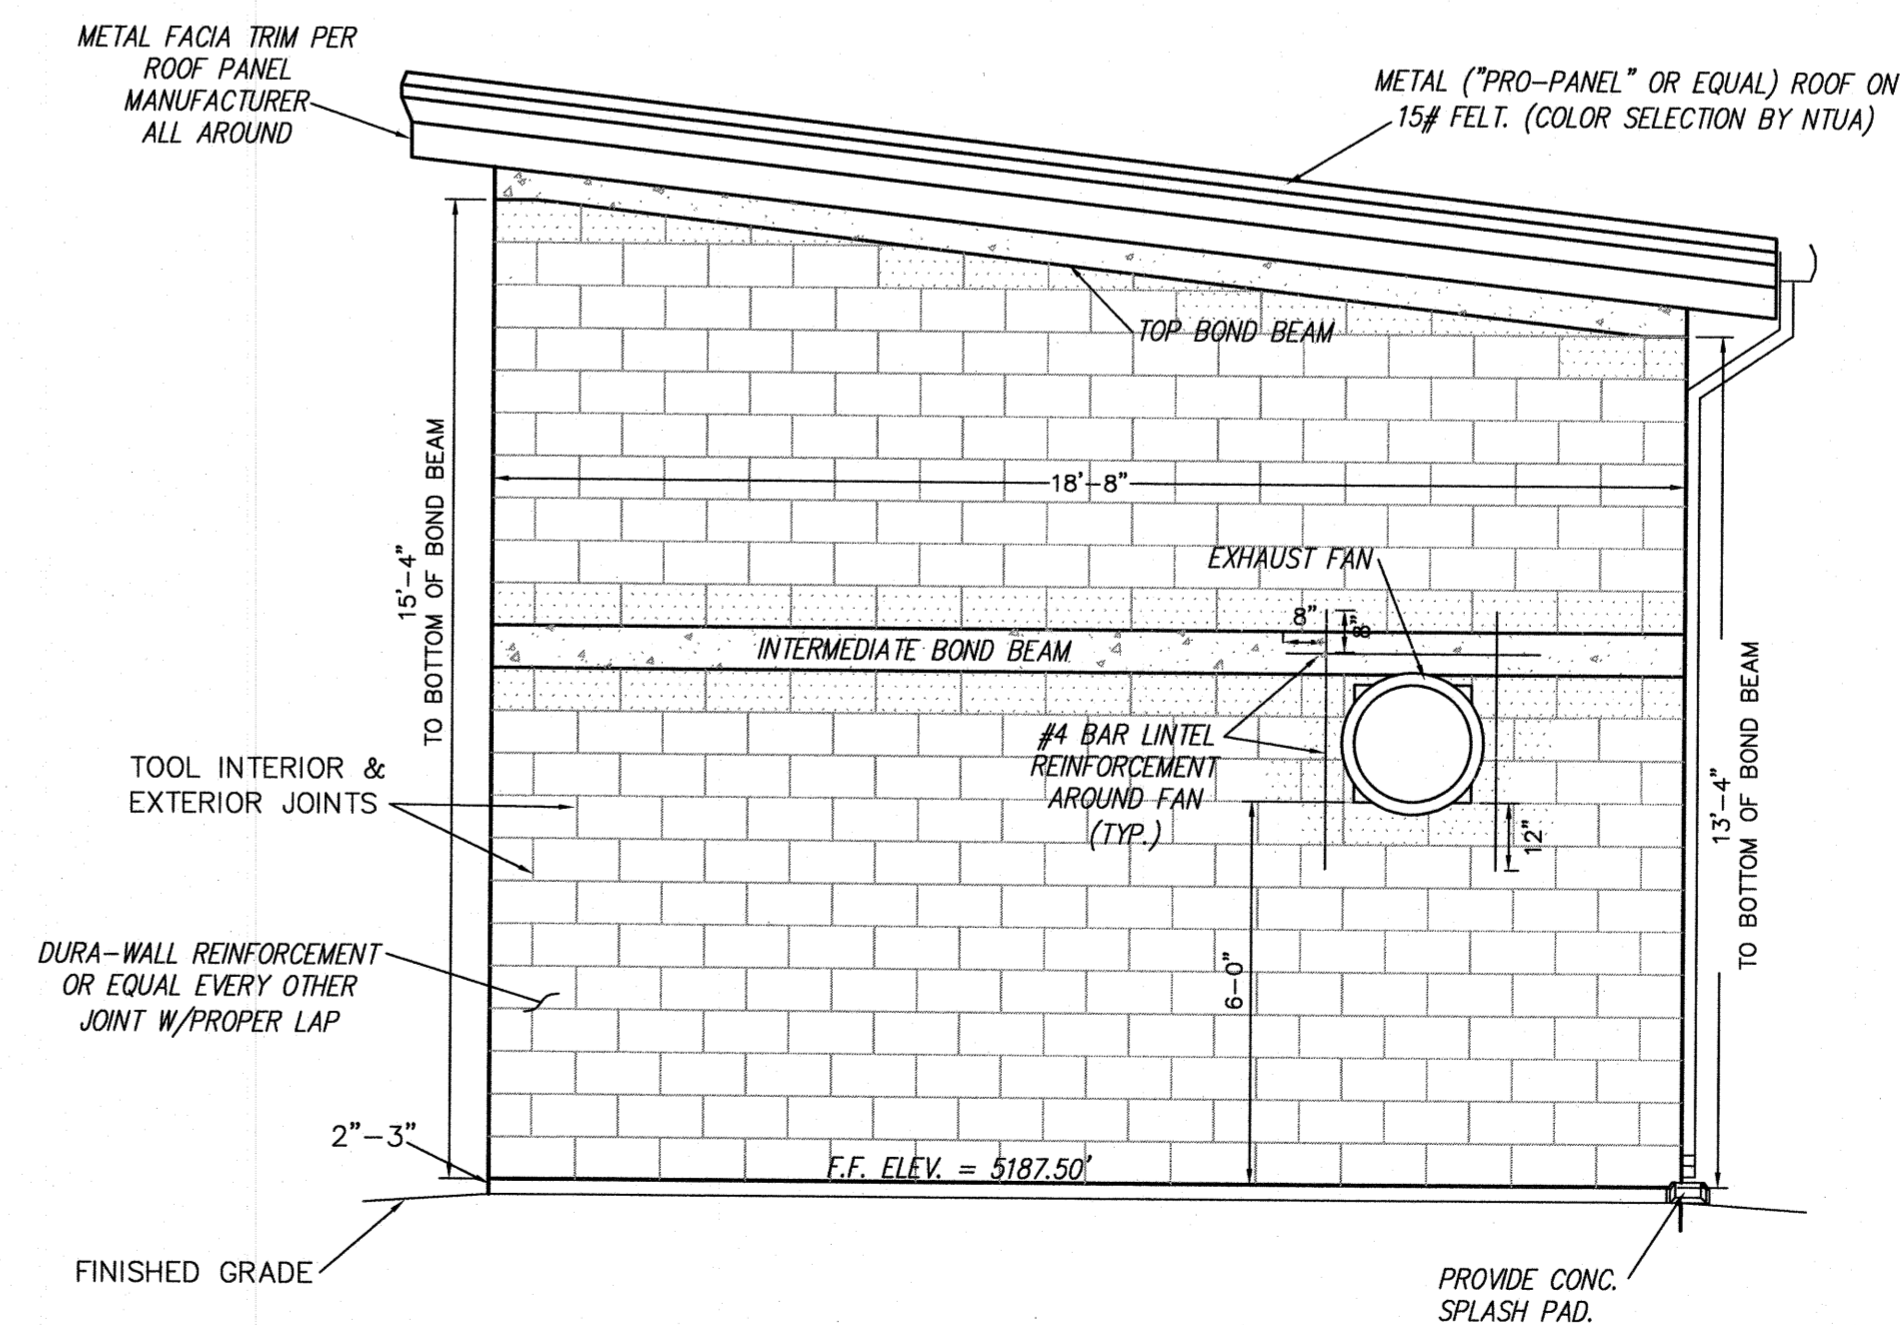 METAL FACIA TRIM PER
ROOF PANEL
MANUFACTURER
ALL AROUND
METAL ("PRO-PANEL" OR EQUAL) ROOF ON
15# FELT. (COLOR SELECTION BY NTUA)
TOP BOND BEAM
15'-4"
TO BOTTOM OF BOND BEAM
18'-8"
EXHAUST FAN
8"
8"
INTERMEDIATE BOND BEAM
#4 BAR LINTEL
REINFORCEMENT
AROUND FAN
(TYP.)
12"
13'-4"
TO BOTTOM OF BOND BEAM
TOOL INTERIOR &
EXTERIOR JOINTS
DURA-WALL REINFORCEMENT
OR EQUAL EVERY OTHER
JOINT W/PROPER LAP
6-0"
2"-3"
F.F. ELEV. = 5187.50'
FINISHED GRADE
PROVIDE CONC.
SPLASH PAD.